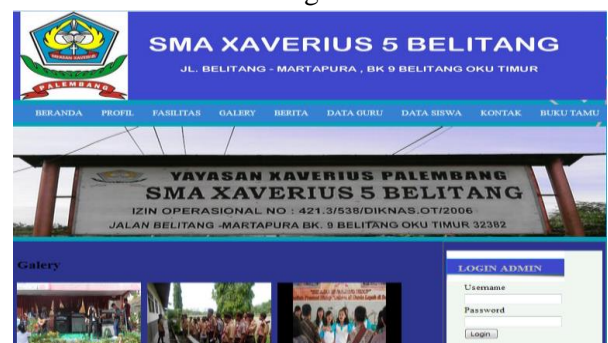 SMA XAVERIUS 5 BELITANG
JL. BELITANG - MARTAPURA , BK 9 BELITANG OKU TIMUR
PALEMBANG
BERANDA PROFIL FASILITAS GALERY BERITA DATA GURU DATA SISWA KONTAK BUKU TAMU
YAYASAN XAVERIUS PALEMBANG
SMA XAVERIUS 5 BELITANG
IZIN OPERASIONAL NO : 421.3/538/DIKNAS.OT/2006
JALAN BELITANG -MARTAPURA BK. 9 BELITANG OKU TIMUR 32382
Galery
LOGIN ADMIN
Username
Password
Login